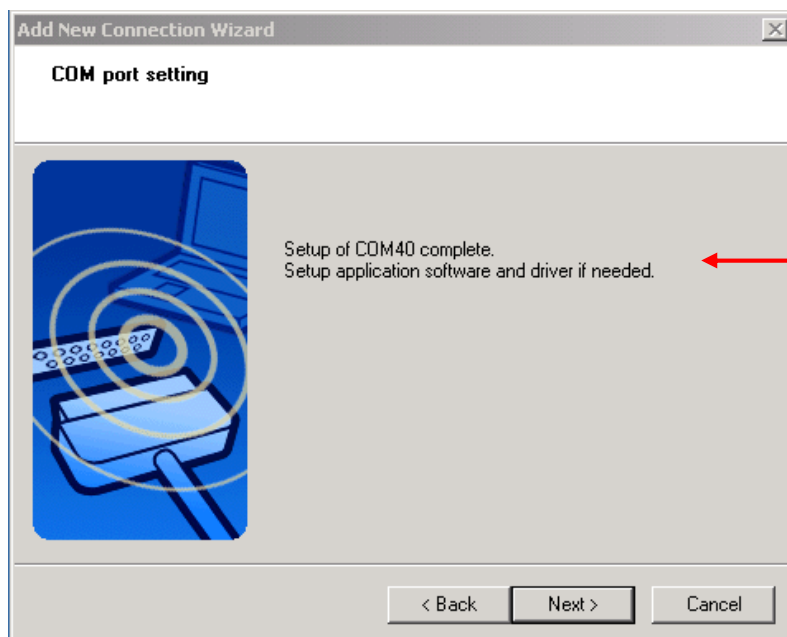 Add New Connection Wizard
COM port setting
Setup of COM40 complete.
Setup application software and driver if needed.
< Back
Next >
Cancel